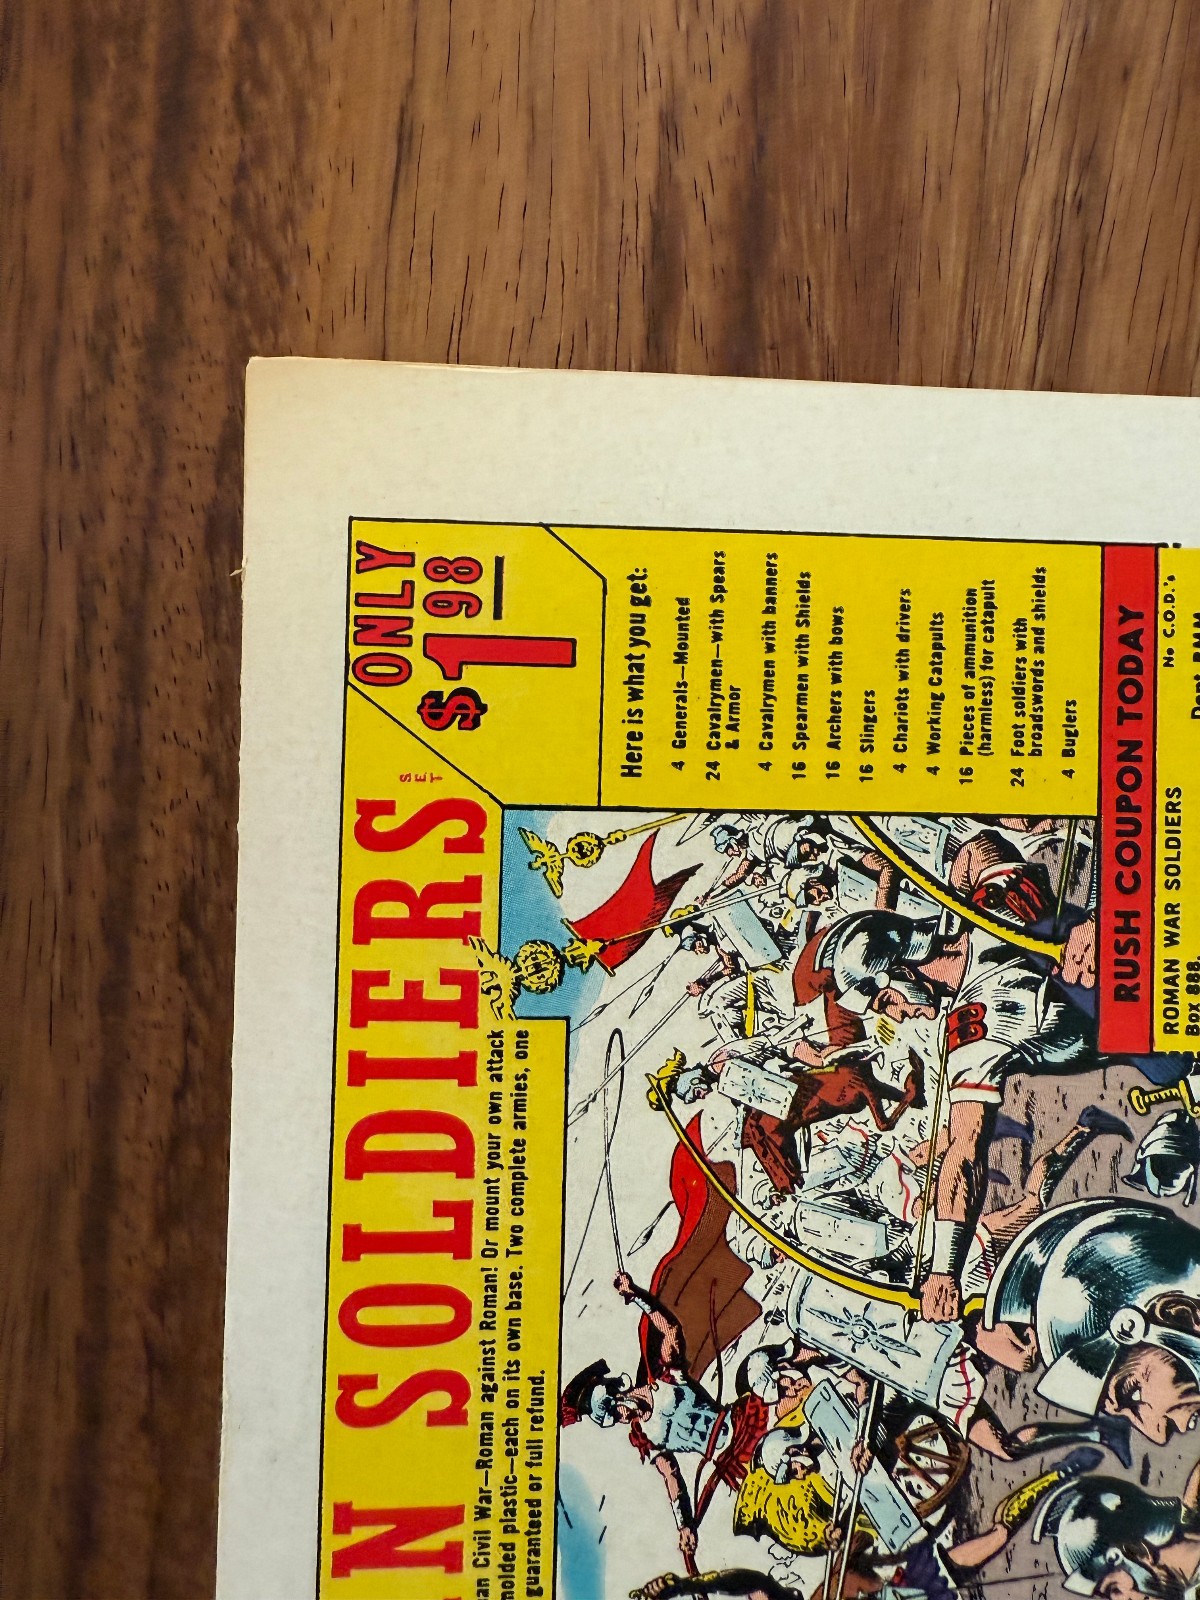 N SOLDIERS
SET
ONLY
$1 98
an Civil War—Roman against Roman! Or mount your own attack
molded plastic—each on its own base. Two complete armies, one
guaranteed or full refund.
Here is what you get:
4 Generals—Mounted
24 Cavalrymen—with Spears
& Armor
4 Cavalrymen with banners
16 Spearmen with Shields
16 Archers with bows
16 Slingers
4 Chariots with drivers
4 Working Catapults
16 Pieces of ammunition
(harmless) for catapult
24 Foot soldiers with
broadswords and shields
4 Buglers
RUSH COUPON TODAY
No C.O.D.'s
ROMAN WAR SOLDIERS
Box 888,